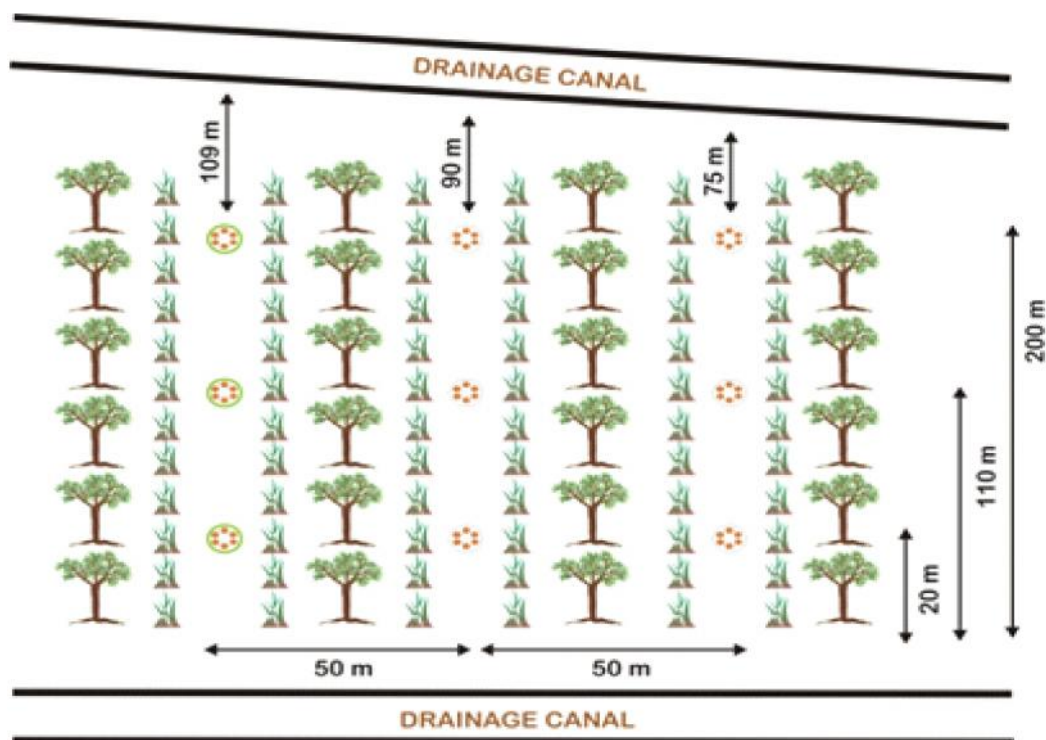 DRAINAGE CANAL
109 m
90 m
75 m
200 m
110 m
20 m
50 m
50 m
DRAINAGE CANAL